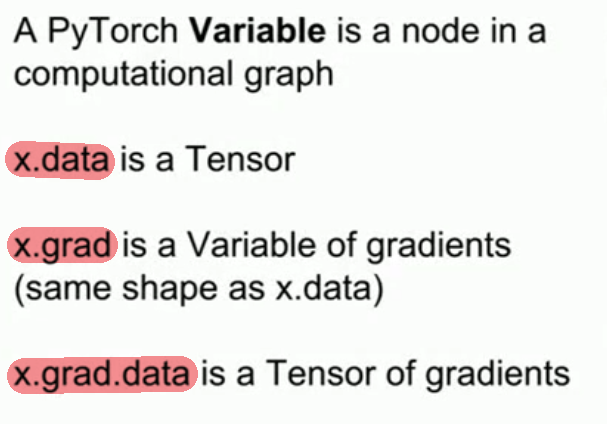 A PyTorch Variable is a node in a
computational graph
x.data is a Tensor
x.grad is a Variable of gradients
(same shape as x.data)
x.grad.data is a Tensor of gradients